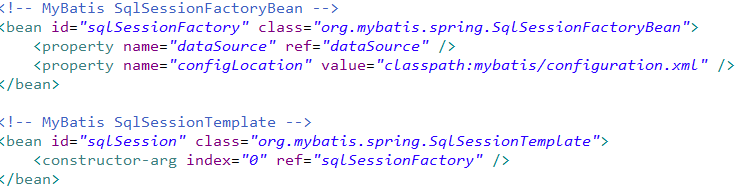 <!-- MyBatis SqlSessionFactoryBean -->
<bean id="sqlSessionFactory" class="org.mybatis.spring.SqlSessionFactoryBean">
    <property name="dataSource" ref="dataSource" />
    <property name="configLocation" value="classpath:mybatis/configuration.xml" />
</bean>

<!-- MyBatis SqlSessionTemplate -->
<bean id="sqlSession" class="org.mybatis.spring.SqlSessionTemplate">
    <constructor-arg index="0" ref="sqlSessionFactory" />
</bean>